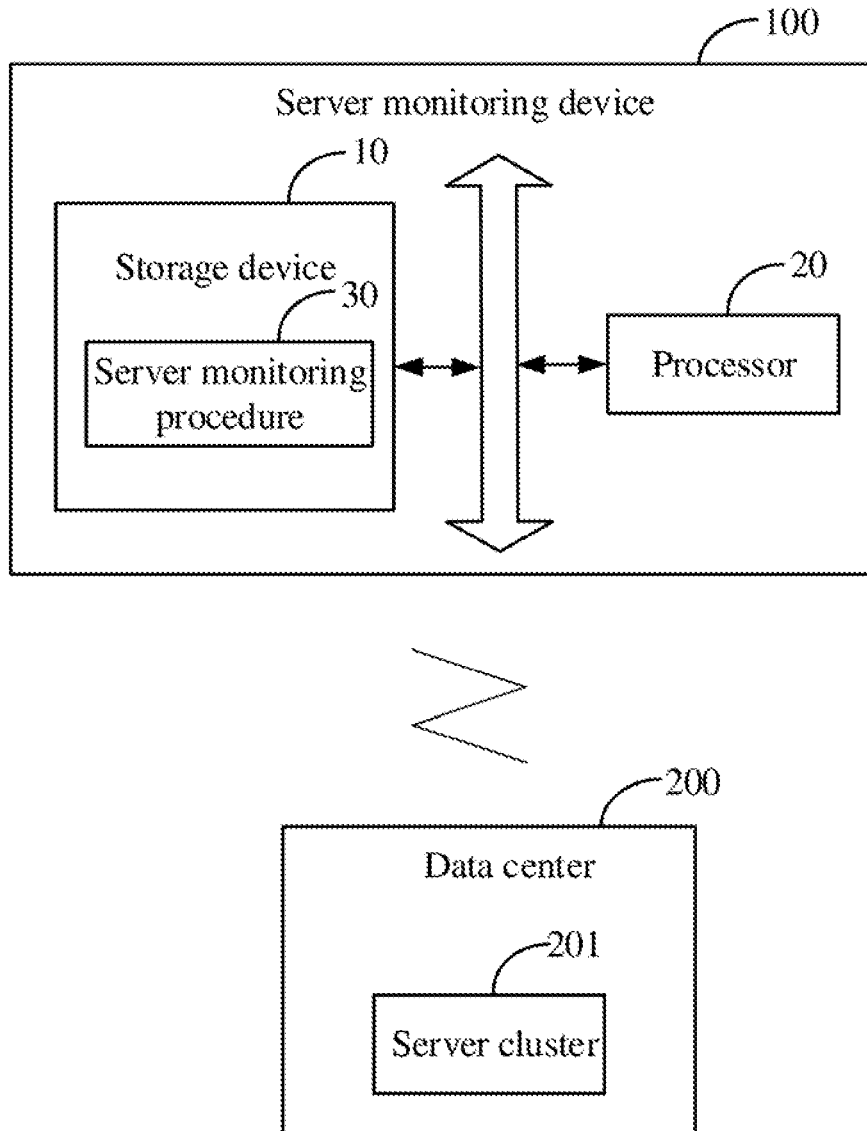 100
Server monitoring device
10
Storage device
30
Server monitoring
procedure
20
Processor
200
Data center
201
Server cluster